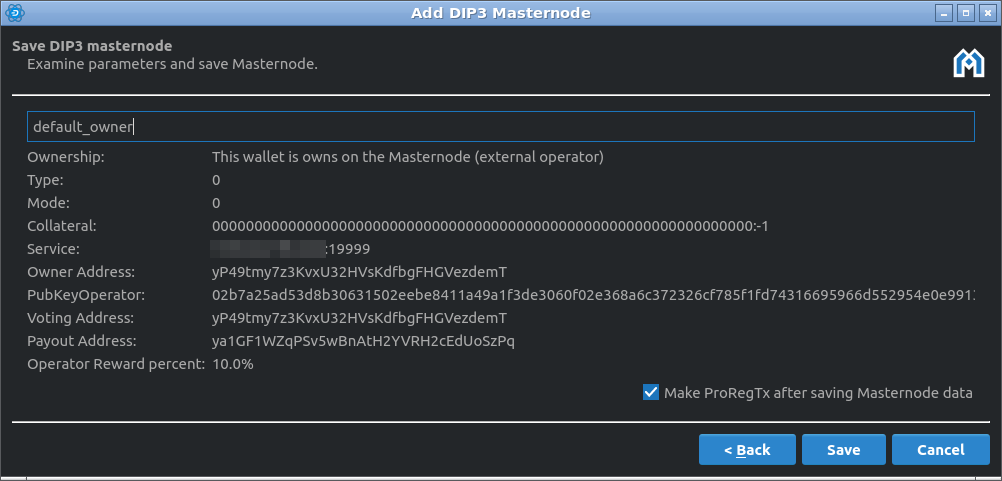 Add DIP3 Masternode
Save DIP3 masternode
Examine parameters and save Masternode.
default_owner
Ownership: This wallet is owns on the Masternode (external operator)
Type: 0
Mode: 0
Collateral: 0000000000000000000000000000000000000000000000000000000000000000:-1
Service: :19999
Owner Address: yP49tmy7z3KvxU32HVsKdfbgFHGVezdemT
PubKeyOperator: 02b7a25ad53d8b30631502eebe8411a49a1f3de3060f02e368a6c372326cf785f1fd74316695966d552954e0e991
Voting Address: yP49tmy7z3KvxU32HVsKdfbgFHGVezdemT
Payout Address: ya1GF1WZqPSv5wBnAtH2YVRH2cEdUoSzPq
Operator Reward percent: 10.0%
Make ProRegTx after saving Masternode data
< Back
Save
Cancel